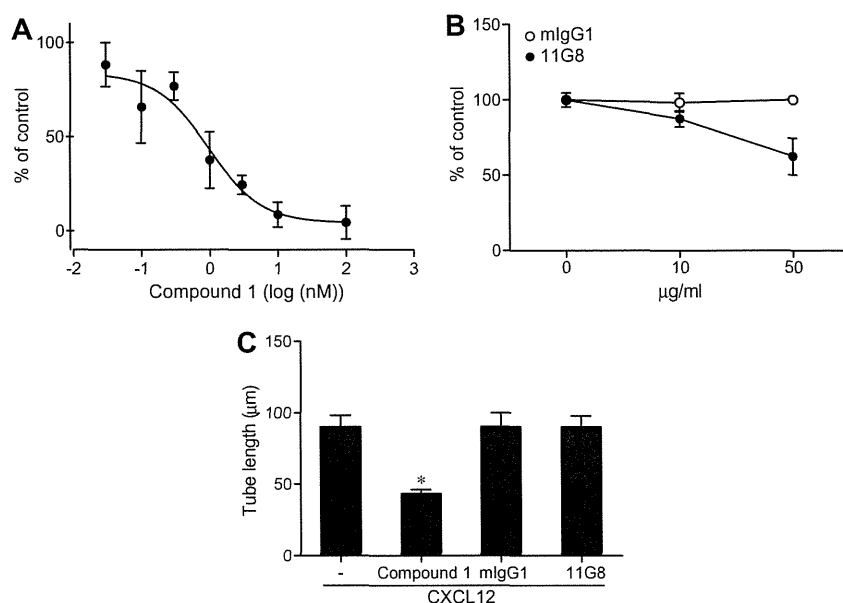 A
% of control
100
50
0
-2 -1 0 1 2 3
Compound 1 (log (nM))
B
mIgG1
11G8
% of control
150
100
50
0
0 10 50
μg/ml
C
Tube length (μm)
150
100
50
0
*
- Compound 1 mIgG1 11G8
CXCL12